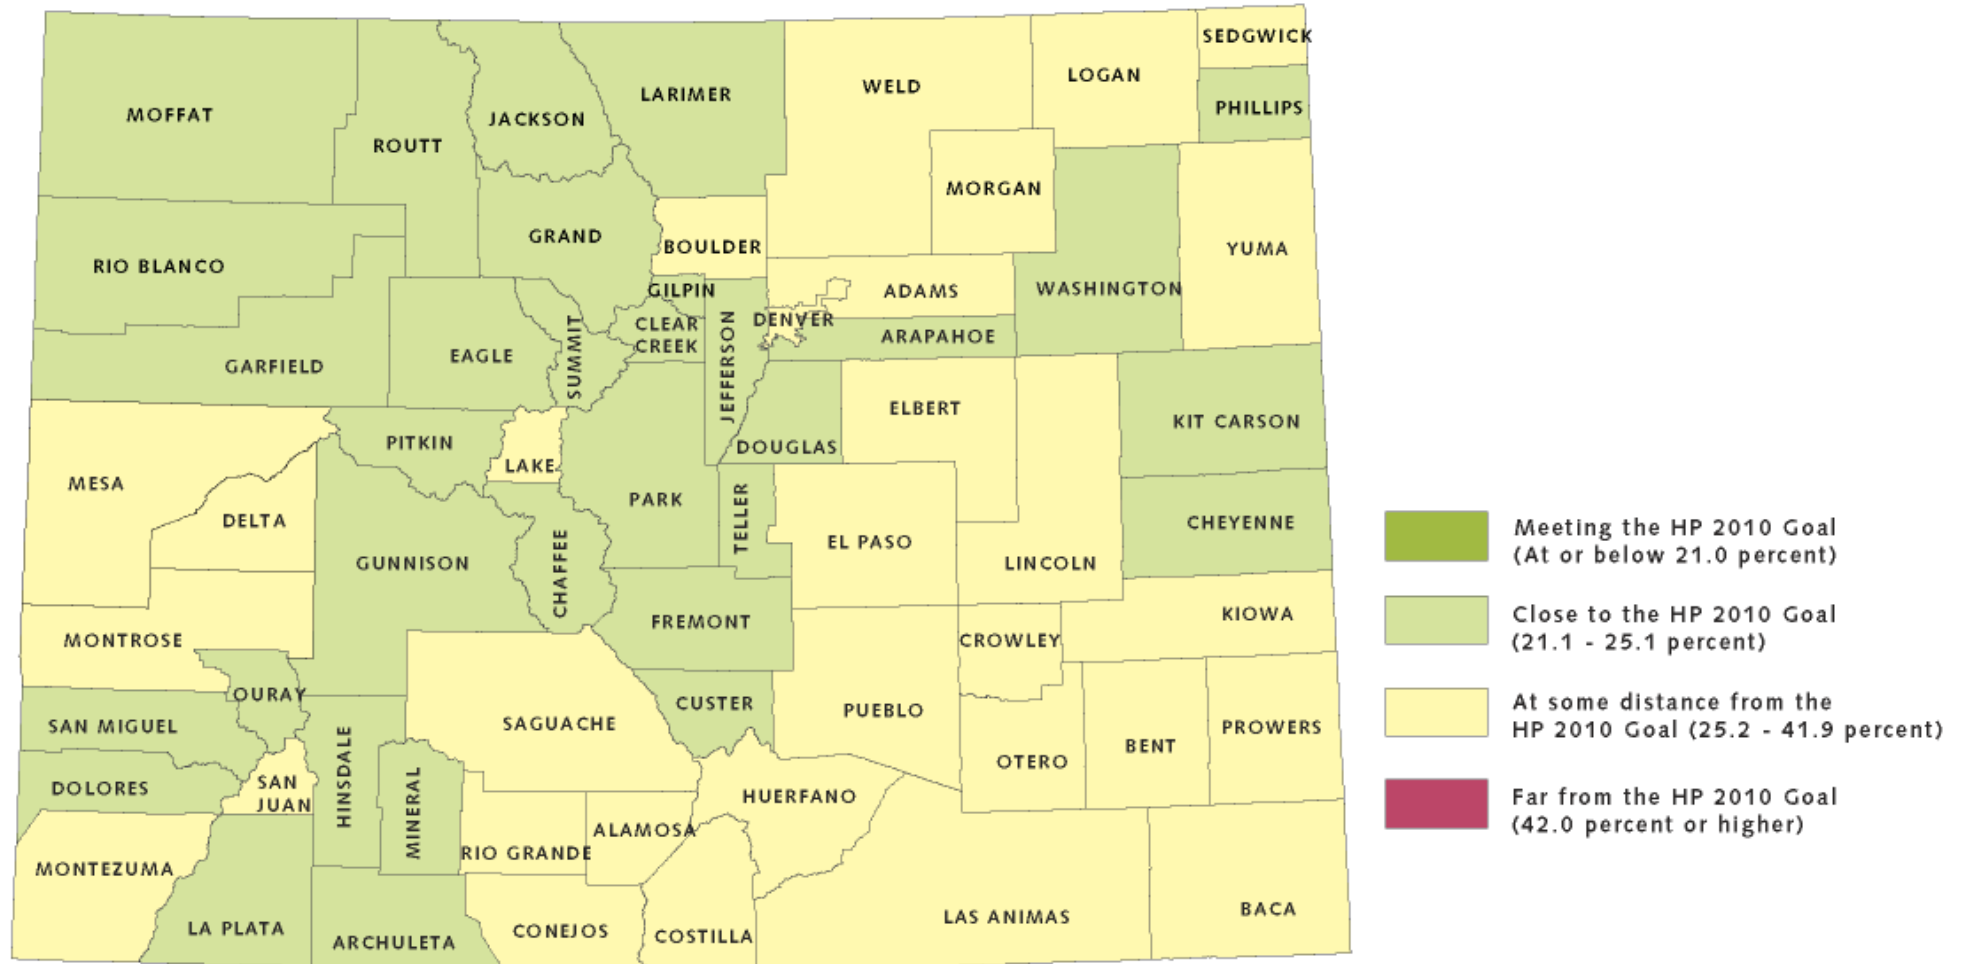 SEDGWICK
LOGAN
WELD
LARIMER
PHILLIPS
MOFFAT
JACKSON
ROUTT
MORGAN
GRAND
BOULDER
YUMA
RIO BLANCO
GILPIN
ADAMS
WASHINGTON
DENVER
CLEAR
CREEK
ARAPAHOE
GARFIELD
EAGLE
SUMMIT
JEFFERSON
ELBERT
KIT CARSON
PITKIN
DOUGLAS
LAKE
MESA
PARK
TELLER
DELTA
CHEYENNE
EL PASO
GUNNISON
CHAFFEE
LINCOLN
KIOWA
FREMONT
MONTROSE
CROWLEY
OURAY
CUSTER
PUEBLO
SAN MIGUEL
SAGUACHE
PROWERS
BENT
OTERO
HINSDALE
DOLORES
SAN
JUAN
MINERAL
HUERFANO
ALAMOSA
RIO GRANDE
MONTEZUMA
BACA
LAS ANIMAS
LA PLATA
CONEJOS
COSTILLA
ARCHULETA
Meeting the HP 2010 Goal
(At or below 21.0 percent)
Close to the HP 2010 Goal
(21.1 - 25.1 percent)
At some distance from the
HP 2010 Goal (25.2 - 41.9 percent)
Far from the HP 2010 Goal
(42.0 percent or higher)